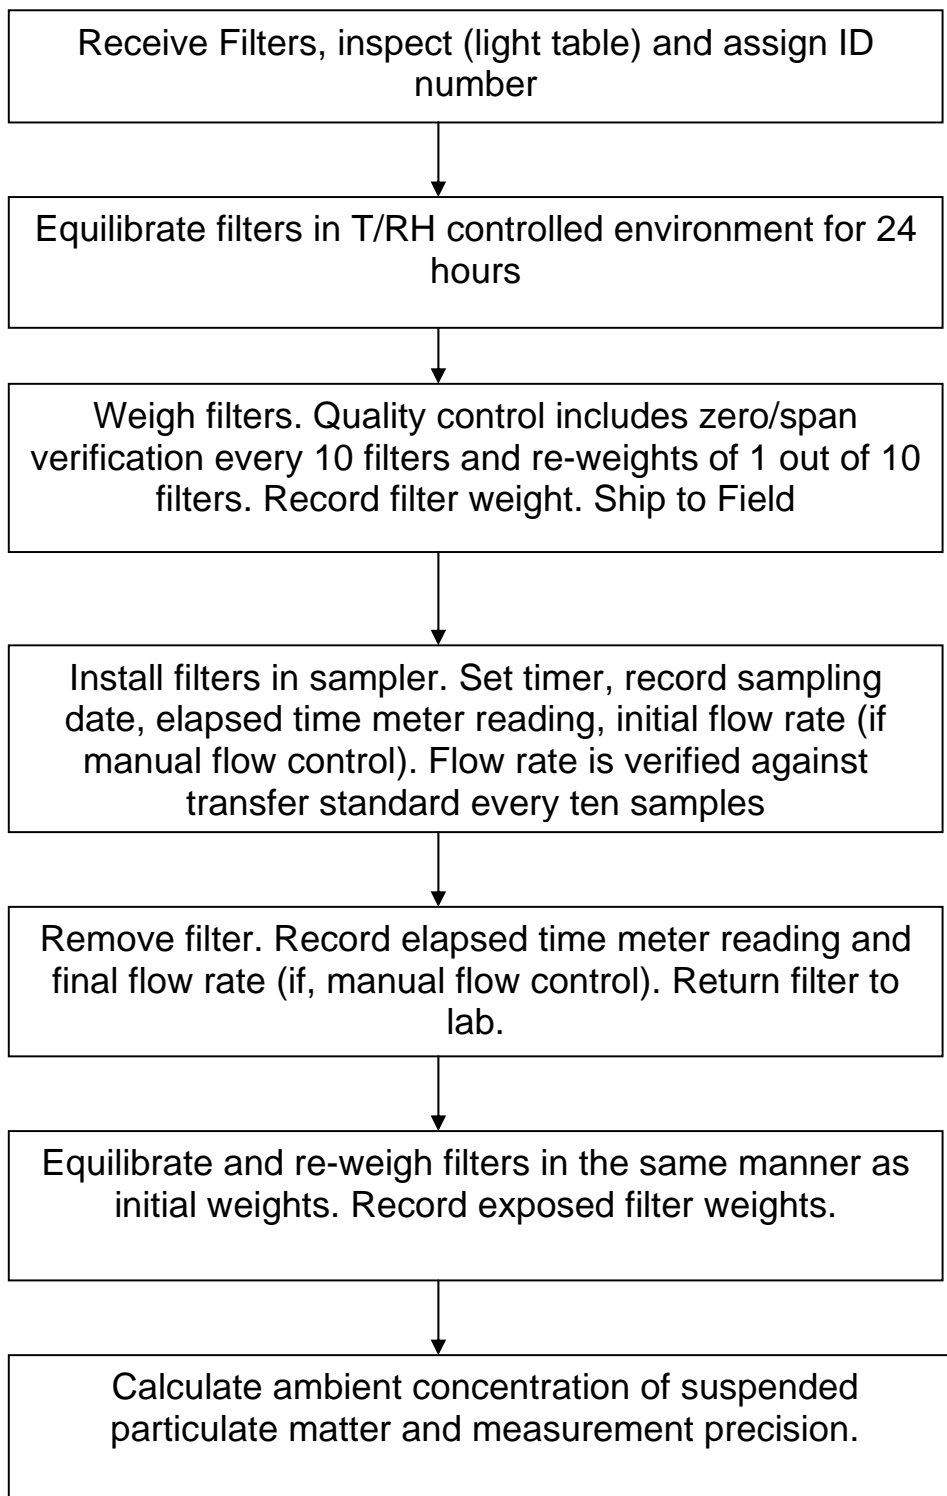 Receive Filters, inspect (light table) and assign ID
number
Equilibrate filters in T/RH controlled environment for 24
hours
Weigh filters. Quality control includes zero/span
verification every 10 filters and re-weights of 1 out of 10
filters. Record filter weight. Ship to Field
Install filters in sampler. Set timer, record sampling
date, elapsed time meter reading, initial flow rate (if
manual flow control). Flow rate is verified against
transfer standard every ten samples
Remove filter. Record elapsed time meter reading and
final flow rate (if, manual flow control). Return filter to
lab.
Equilibrate and re-weigh filters in the same manner as
initial weights. Record exposed filter weights.
Calculate ambient concentration of suspended
particulate matter and measurement precision.